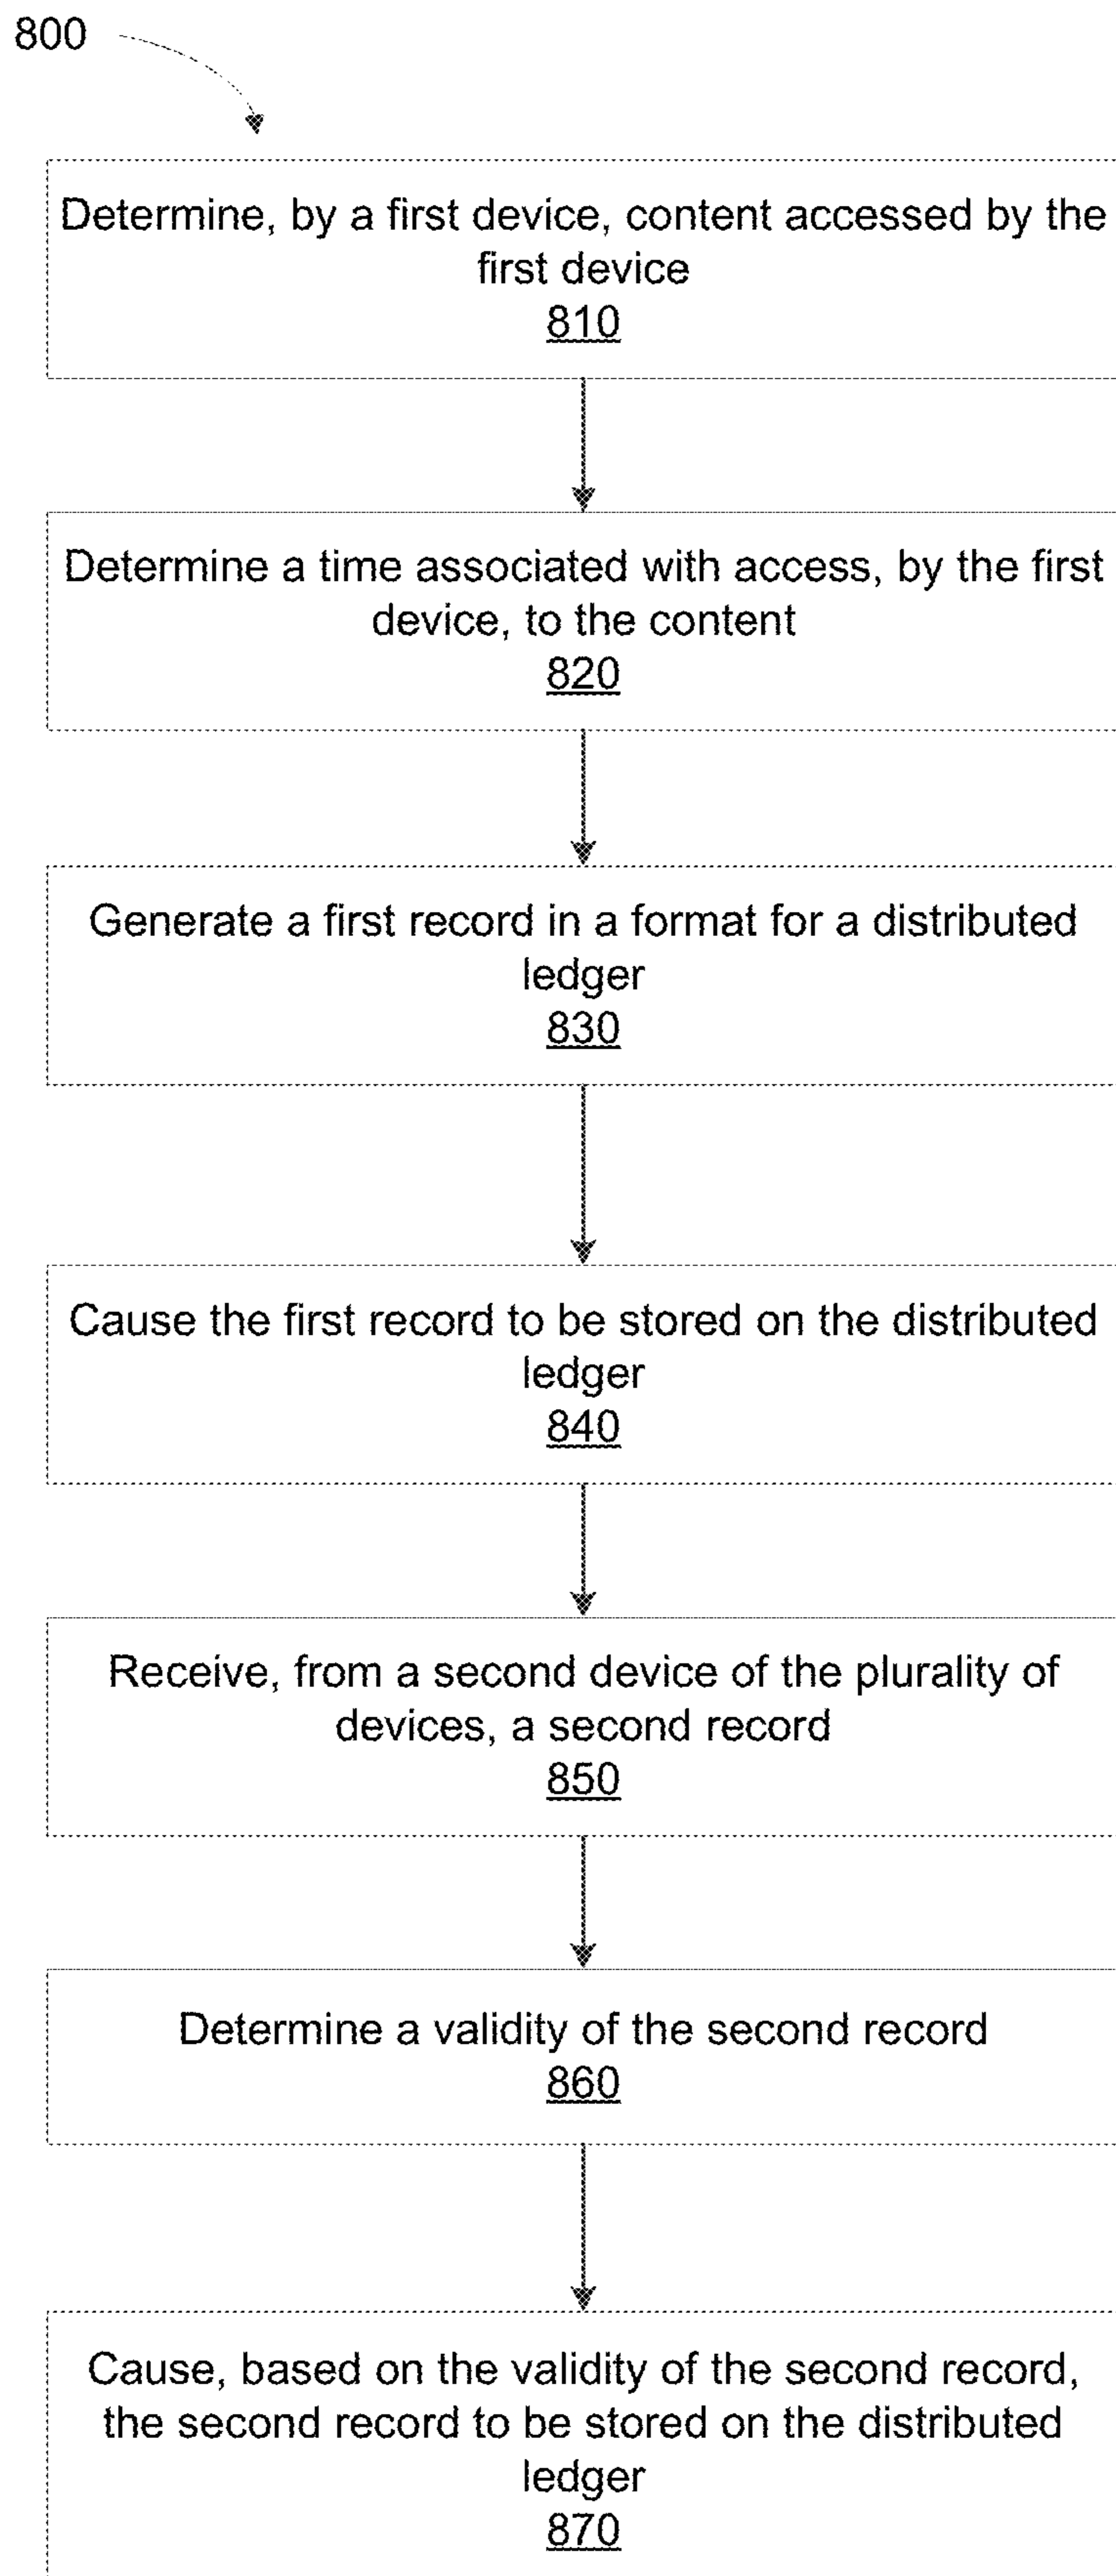 800
Determine, by a first device, content accessed by the
first device
810
Determine a time associated with access, by the first
device, to the content
820
Generate a first record in a format for a distributed
ledger
830
Cause the first record to be stored on the distributed
ledger
840
Receive, from a second device of the plurality of
devices, a second record
850
Determine a validity of the second record
860
Cause, based on the validity of the second record,
the second record to be stored on the distributed
ledger
870